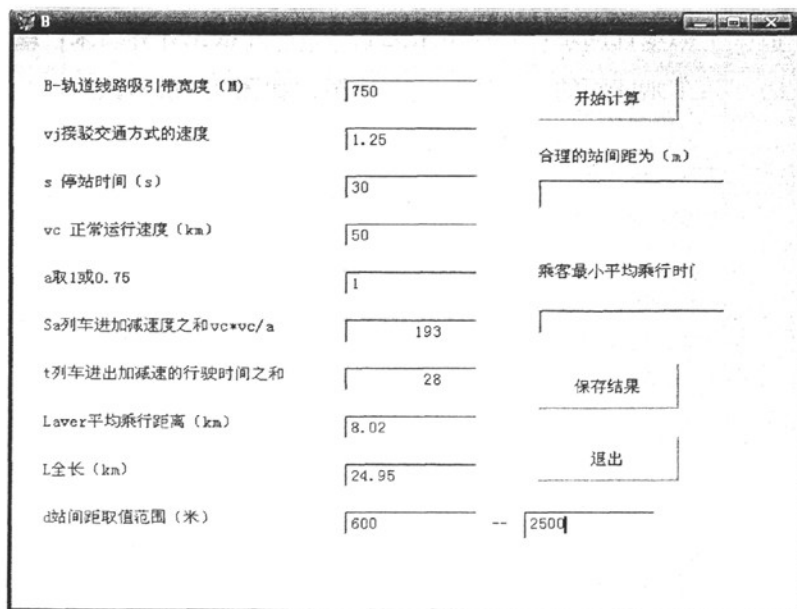 B
B-轨道线路吸引带宽度（M）
750
开始计算
vj接驳交通方式的速度
1.25
合理的站间距为（m）
s 停站时间（s）
30
vc 正常运行速度（km）
50
a取1或0.75
1
乘客最小平均乘行时
Sa列车进加减速度之和vc*vc/a
193
t列车进出加减速的行驶时间之和
28
保存结果
Laver平均乘行距离（km）
8.02
L全长（km）
24.95
退出
d站间距取值范围（米）
600
--
2500